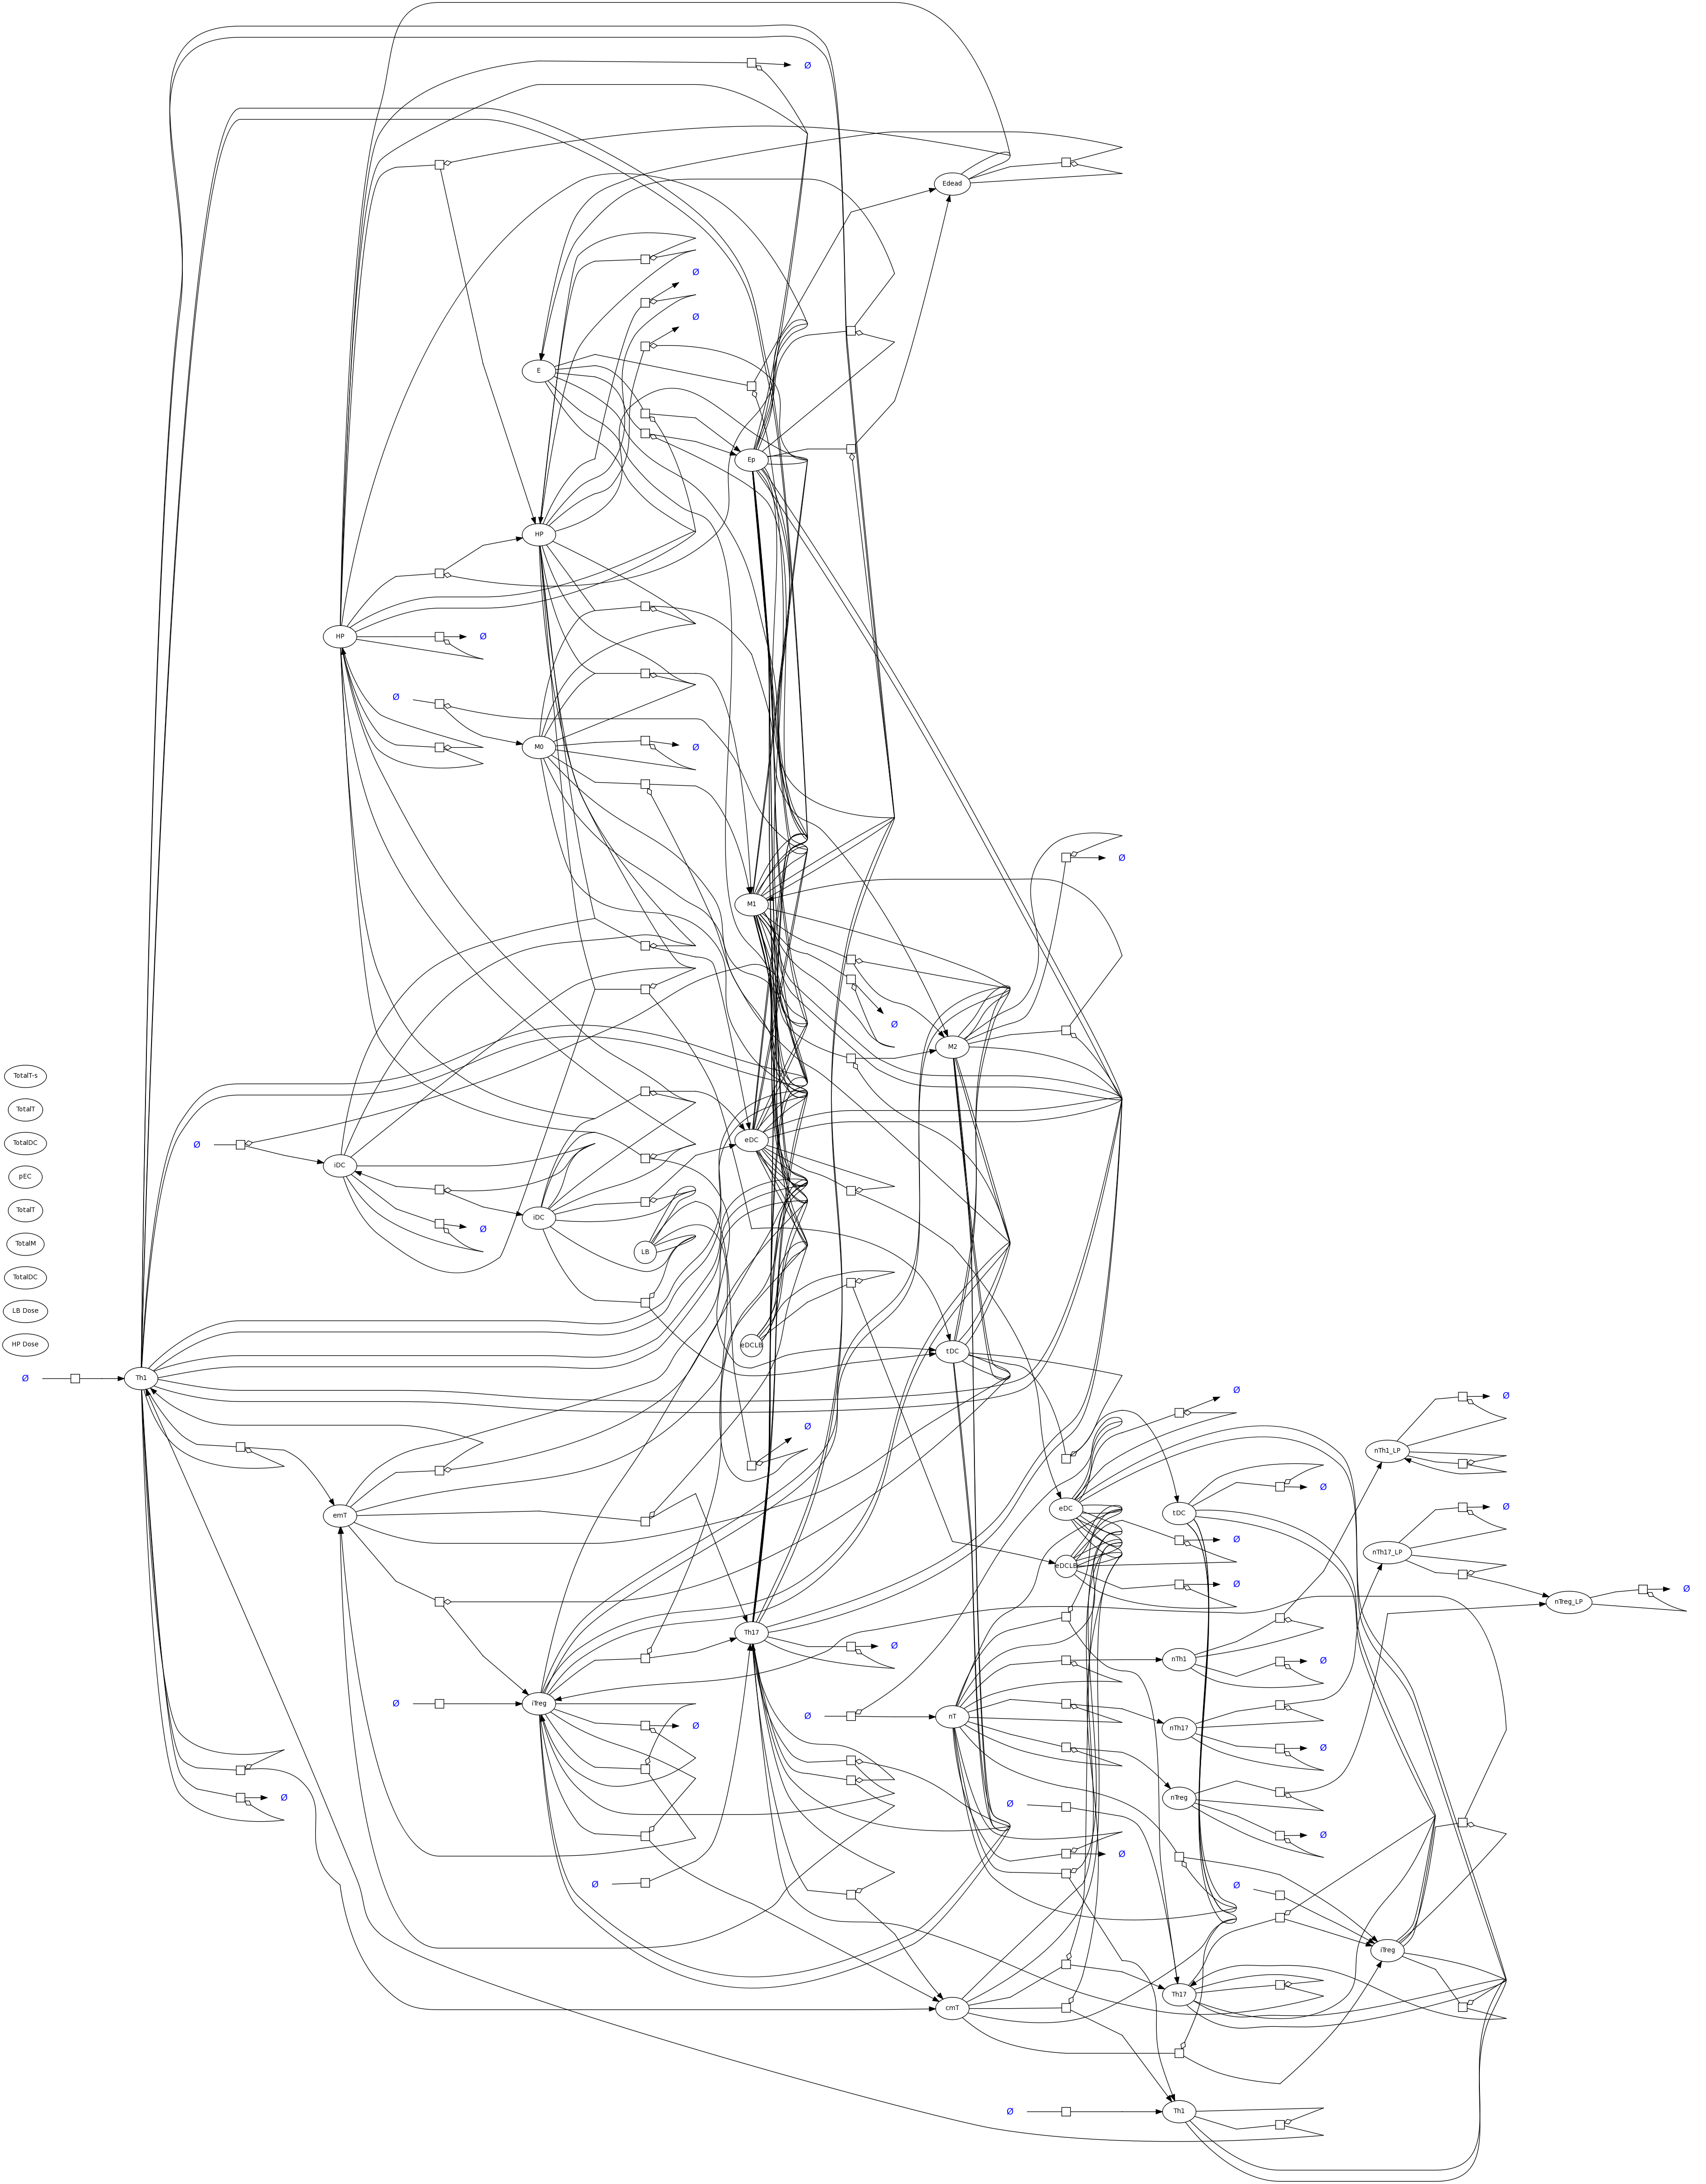 Ø
Edead
Ø
Ø
E
Ep
HP
HP
Ø
Ø
M0
Ø
Ø
M1
Ø
M2
TotalT-s
TotalT
TotalDC
pEC
TotalT
TotalM
TotalDC
LB Dose
HP Dose
Ø
iDC
Ø
iDC
LB
eDC
eDCLB
tDC
Ø
Th1
Ø
Ø
Ø
nTh1_LP
Ø
emT
eDC
tDC
Ø
Ø
nTh17_LP
eDCLB
Ø
Ø
nTreg_LP
Ø
Th17
Ø
nTh1
Ø
Ø
iTreg
Ø
Ø
nT
nTh17
Ø
nTreg
Ø
Ø
Ø
Ø
Ø
Ø
iTreg
Th17
cmT
Ø
Th1